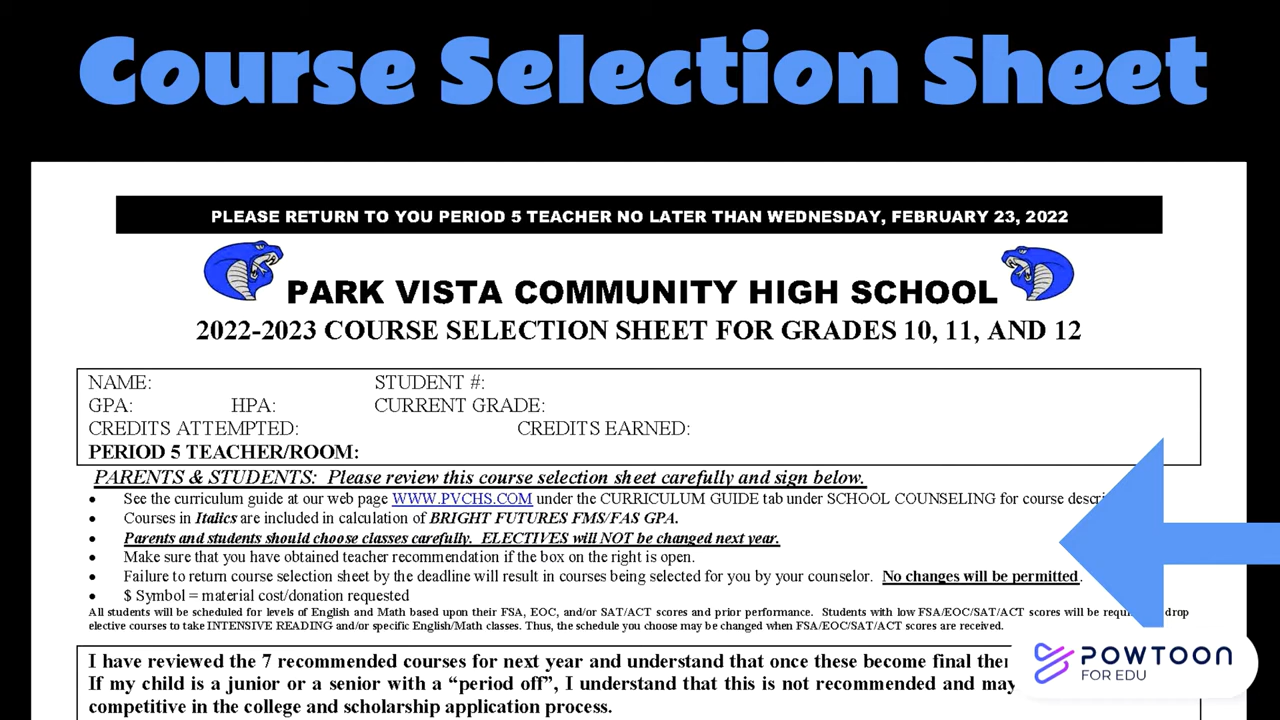 Course Selection Sheet
PLEASE RETURN TO YOU PERIOD 5 TEACHER NO LATER THAN WEDNESDAY, FEBRUARY 23, 2022
PARK VISTA COMMUNITY HIGH SCHOOL
2022-2023 COURSE SELECTION SHEET FOR GRADES 10, 11, AND 12
NAME: STUDENT #:
GPA: HPA: CURRENT GRADE:
CREDITS ATTEMPTED: CREDITS EARNED:
PERIOD 5 TEACHER/ROOM:
PARENTS & STUDENTS: Please review this course selection sheet carefully and sign below.
• See the curriculum guide at our web page WWW.PVCHS.COM under the CURRICULUM GUIDE tab under SCHOOL COUNSELING for course
• Courses in Italics are included in calculation of BRIGHT FUTURES FMS/FAS GPA.
• Parents and students should choose classes carefully. ELECTIVES will NOT be changed next year.
• Make sure that you have obtained teacher recommendation if the box on the right is open.
• Failure to return course selection sheet by the deadline will result in courses being selected for you by your counselor. No changes will be permitted.
• $ Symbol = material cost/donation requested
All students will be scheduled for levels of English and Math based upon their FSA, EOC, and/or SAT/ACT scores and prior performance. Students with low FSA/EOC/SAT/ACT scores will be drop
elective courses to take INTENSIVE READING and/or specific English/Math classes. Thus, the schedule you choose may be changed when FSA/EOC/SAT/ACT scores are received.
I have reviewed the 7 recommended courses for next year and understand that once these become final
If my child is a junior or a senior with a “period off”, I understand that this is not recommended and may
competitive in the college and scholarship application process.
POWTOON
FOR EDU